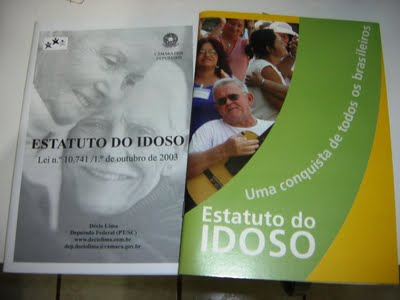 CÂMARA DOS
DEPUTADOS
ESTATUTO DO IDOSO
Lei n.º 10.741 /1.º de outubro de 2003
Décio Lima
Deputado Federal (PT/SC)
www.deciolima.com.br
dep.deciolima@camara.gov.br
Uma conquista de todos os brasileiros
Estatuto do
IDOSO